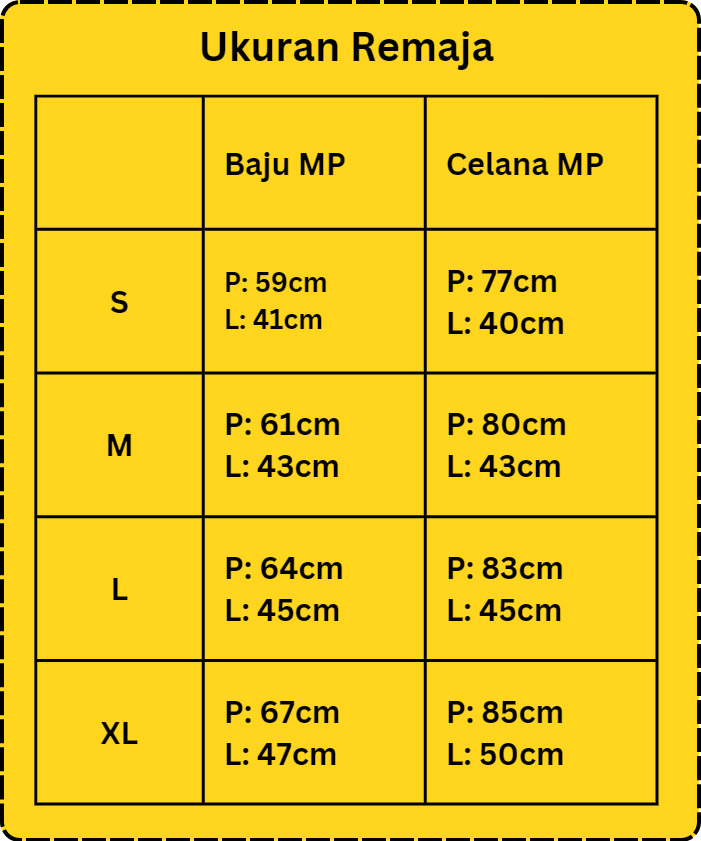 Ukuran Remaja
Baju MP
Celana MP
S
P: 59cm
L: 41cm
P: 77cm
L: 40cm
M
P: 61cm
L: 43cm
P: 80cm
L: 43cm
L
P: 64cm
L: 45cm
P: 83cm
L: 45cm
XL
P: 67cm
L: 47cm
P: 85cm
L: 50cm